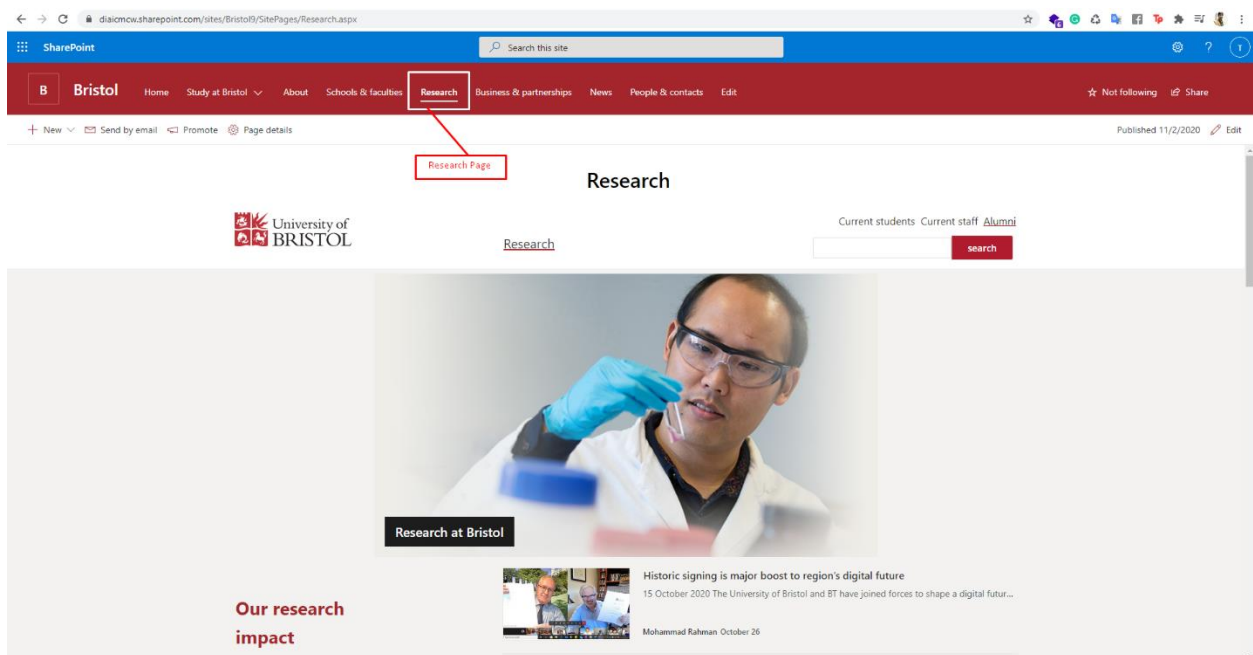 diaicmcw.sharepoint.com/sites/Bristol9/SitePages/Research.aspx
SharePoint
Search this site
? T
B Bristol Home Study at Bristol About Schools & faculties Research Business & partnerships News People & contacts Edit Not following Share
New Send by email Promote Page details Published 11/2/2020 Edit
Research Page
Research
University of
BRISTOL
Research
Current students Current staff Alumni
search
Research at Bristol
Our research
impact
Historic signing is major boost to region's digital future
15 October 2020 The University of Bristol and BT have joined forces to shape a digital futur...
Mohammad Rahman October 26